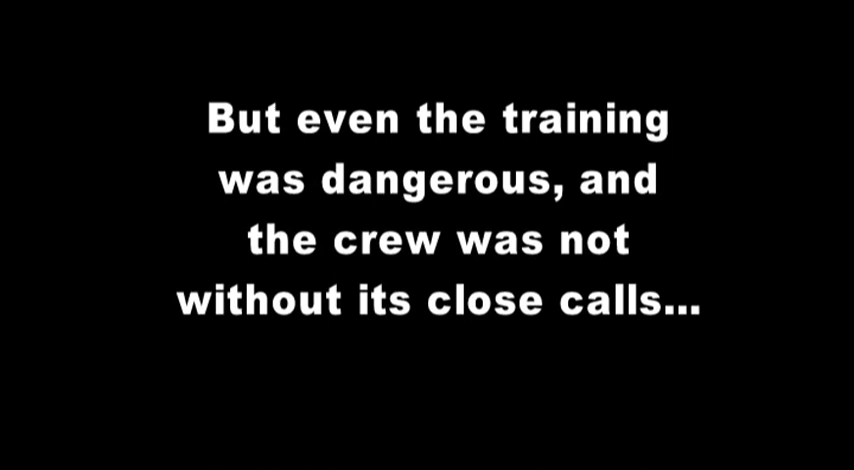 But even the training
was dangerous, and
the crew was not
without its close calls...